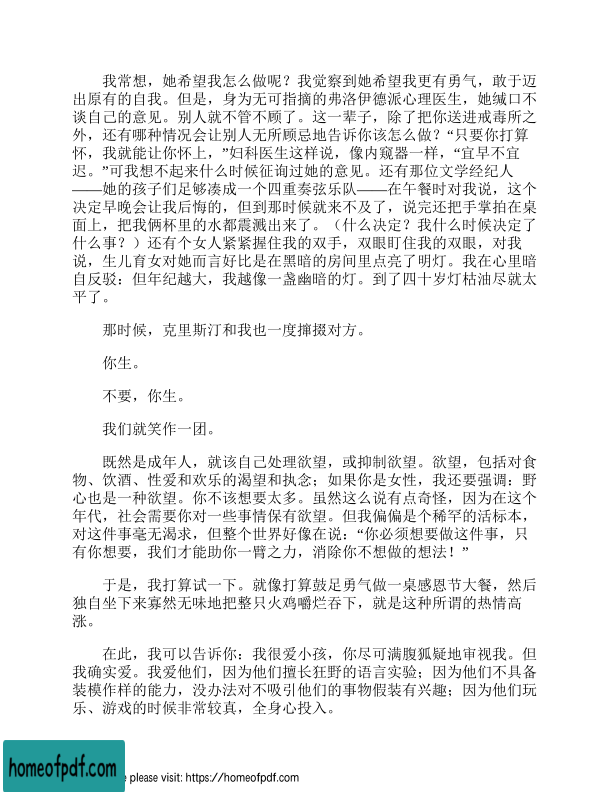 我常想，她希望我怎么做呢？我觉察到她希望我更有勇气，敢于迈
出原有的自我。但是，身为无可指摘的弗洛伊德派心理医生，她缄口不
谈自己的意见。别人就不管不顾了。这一辈子，除了把你送进戒毒所之
外，还有哪种情况会让别人无所顾忌地告诉你该怎么做？“只要你打算
怀，我就能让你怀上，”妇科医生这样说，像内窥器一样，“宜早不宜
迟。”可我想不起来什么时候征询过她的意见。还有那位文学经纪人
——她的孩子们足够凑成一个四重奏弦乐队——在午餐时对我说，这个
决定早晚会让我后悔的，但到那时候就来不及了，说完还把手掌拍在桌
面上，把我俩杯里的水都震溅出来了。（什么决定？我什么时候决定了
什么事？）还有个女人紧紧握住我的双手，双眼盯住我的双眼，对我
说，生儿育女对她而言好比是在黑暗的房间里点亮了明灯。我在心里暗
自反驳：但年纪越大，我越像一盏幽暗的灯。到了四十岁灯枯油尽就太
平了。
那时候，克里斯汀和我也一度撺掇对方。
你生。
不要，你生。
我们就笑作一团。
既然是成年人，就该自己处理欲望，或抑制欲望。欲望，包括对食
物、饮酒、性爱和欢乐的渴望和执念；如果你是女性，我还要强调：野
心也是一种欲望。你不该想要太多。虽然这么说有点奇怪，因为在这个
年代，社会需要你对一些事情保有欲望。但我偏偏是个稀罕的活标本，
对这件事毫无渴求，但整个世界好像在说：“你必须想要做这件事，只
有你想要，我们才能助你一臂之力，消除你不想做的想法！”
于是，我打算试一下。就像打算鼓足勇气做一桌感恩节大餐，然后
独自坐下来寡然无味地把整只火鸡嚼烂吞下，就是这种所谓的热情高
涨。
在此，我可以告诉你：我很爱小孩，你尽可满腹狐疑地审视我。但
我确实爱。我爱他们，因为他们擅长狂野的语言实验；因为他们不具备
装模作样的能力，没办法对不吸引他们的事物假装有兴趣；因为他们玩
乐、游戏的时候非常较真，全身心投入。
homeofpdf.com
please visit: https://homeofpdf.com